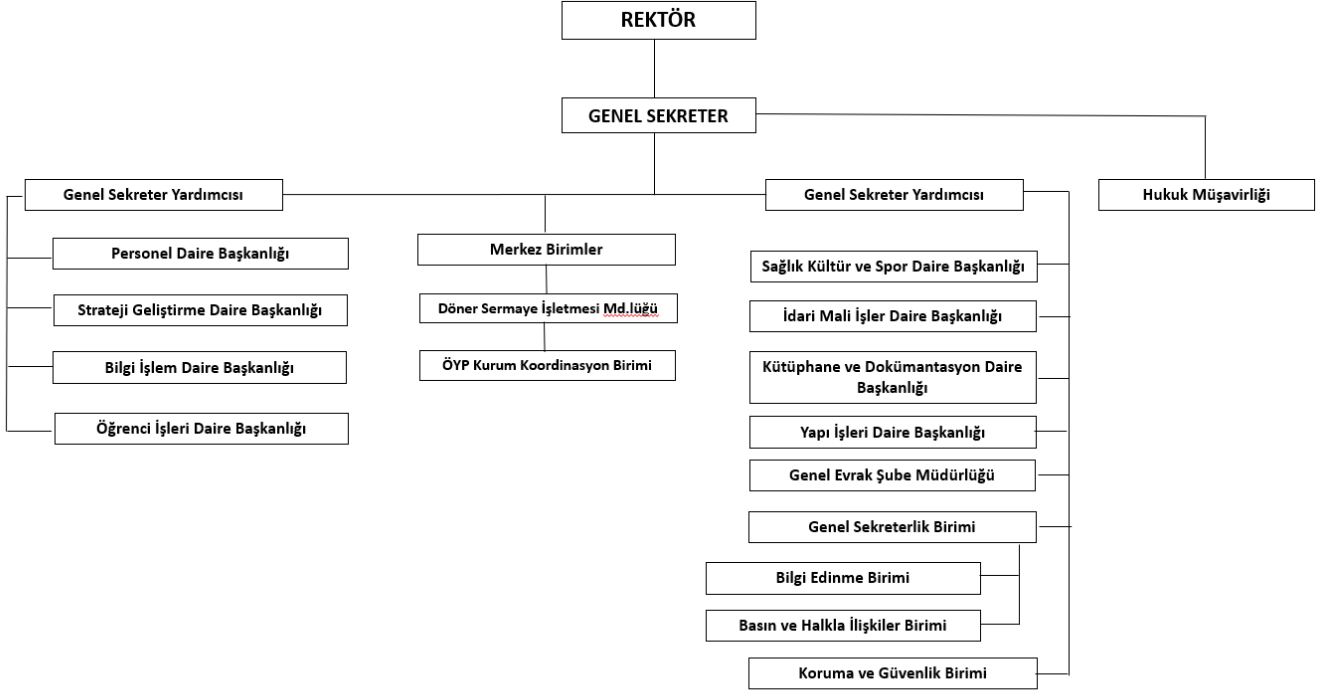 REKTÖR
GENEL SEKRETER
Genel Sekreter Yardımcısı
Genel Sekreter Yardımcısı
Hukuk Müşavirliği
Personel Daire Başkanlığı
Strateji Geliştirme Daire Başkanlığı
Bilgi İşlem Daire Başkanlığı
Öğrenci İşleri Daire Başkanlığı
Merkez Birimler
Döner Sermaye İşletmesi Md.lüğü
ÖYP Kurum Koordinasyon Birimi
Sağlık Kültür ve Spor Daire Başkanlığı
İdari Mali İşler Daire Başkanlığı
Kütüphane ve Dokümantasyon Daire
Başkanlığı
Yapı İşleri Daire Başkanlığı
Genel Evrak Şube Müdürlüğü
Genel Sekreterlik Birimi
Bilgi Edinme Birimi
Basın ve Halkla İlişkiler Birimi
Koruma ve Güvenlik Birimi